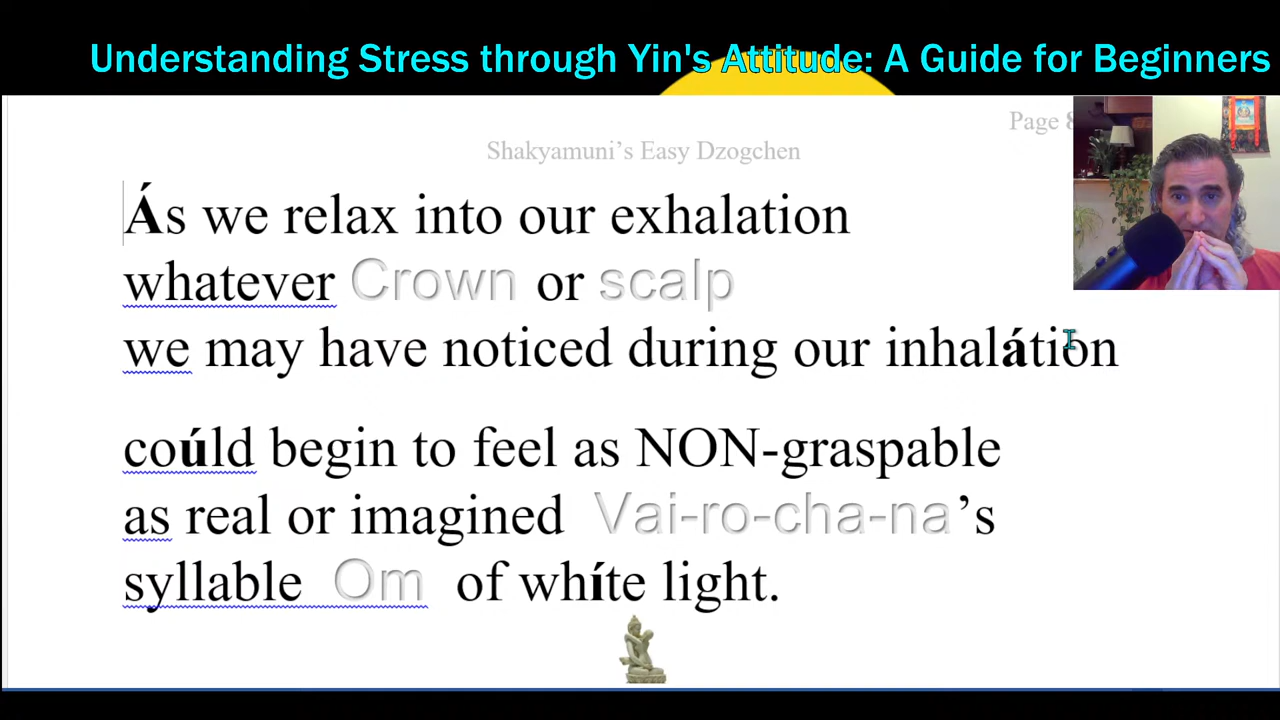 Understanding Stress through Yin's Attitude: A Guide for Beginners
Page 8
Shakyamuni’s Easy Dzogchen
Ás we relax into our exhalation
whatever Crown or scalp
we may have noticed during our inhalátion
coúld begin to feel as NON-graspable
as real or imagined Vai-ro-cha-na’s
syllable Om of whíte light.